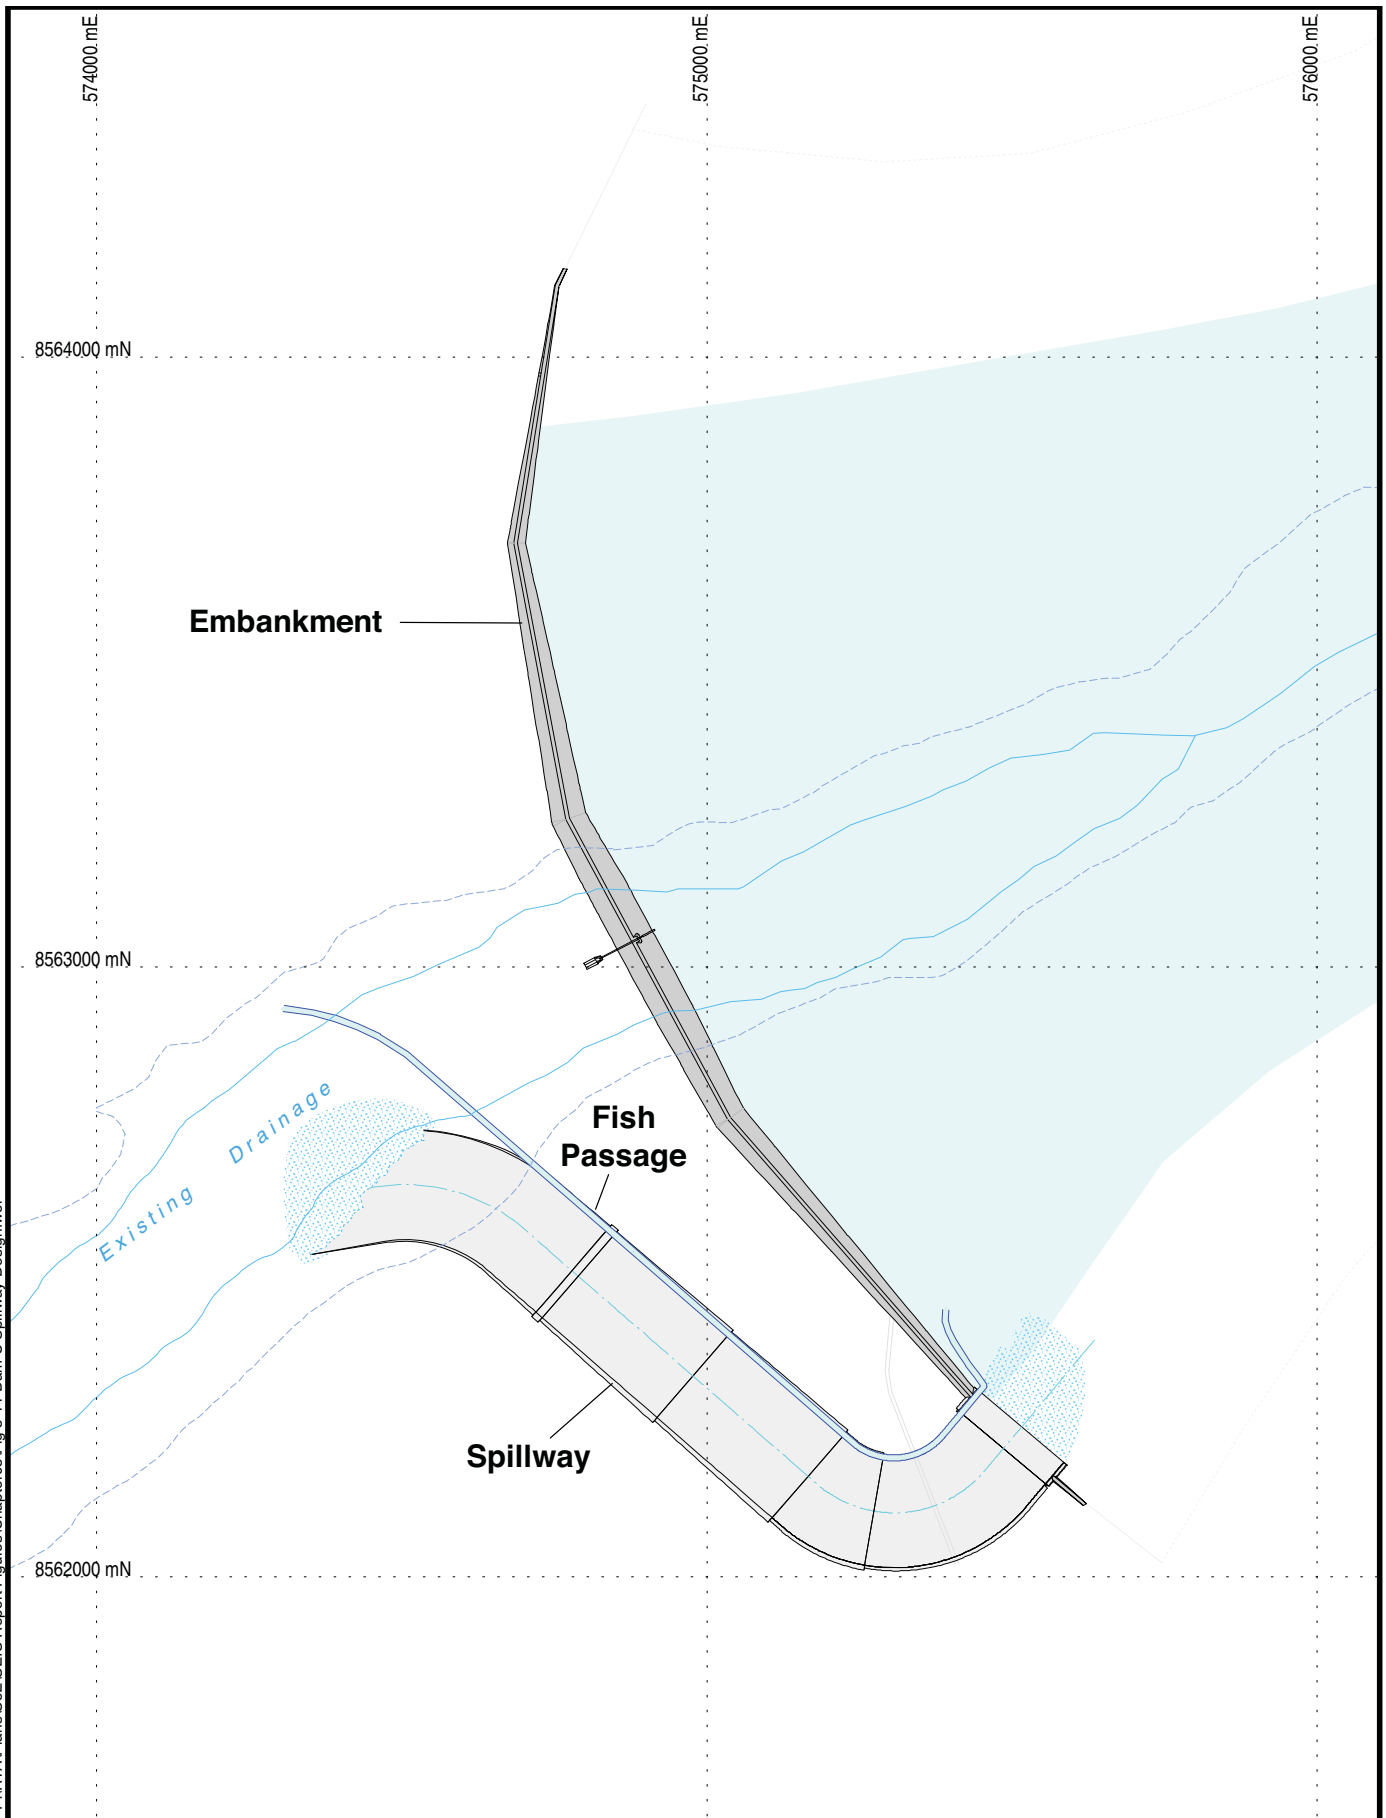 574000 mE
575000 mE
576000 mE
8564000 mN
Embankment
8563000 mN
Existing Drainage
Fish
Passage
Spillway
8562000 mN